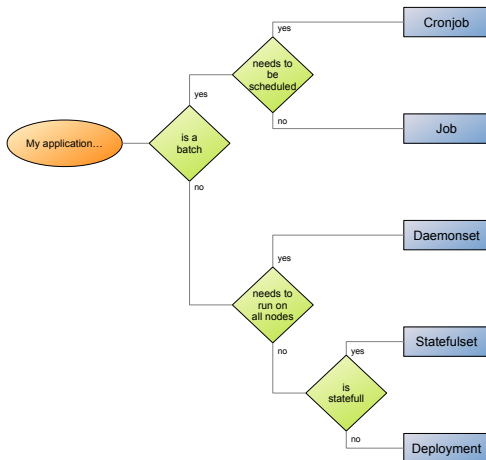 yes
Cronjob
needs to
be
scheduled
yes
no
Job
My application...
is a
batch
no
Daemonset
yes
needs to
run on
all nodes
Statefulset
no
yes
is
statefull
no
Deployment